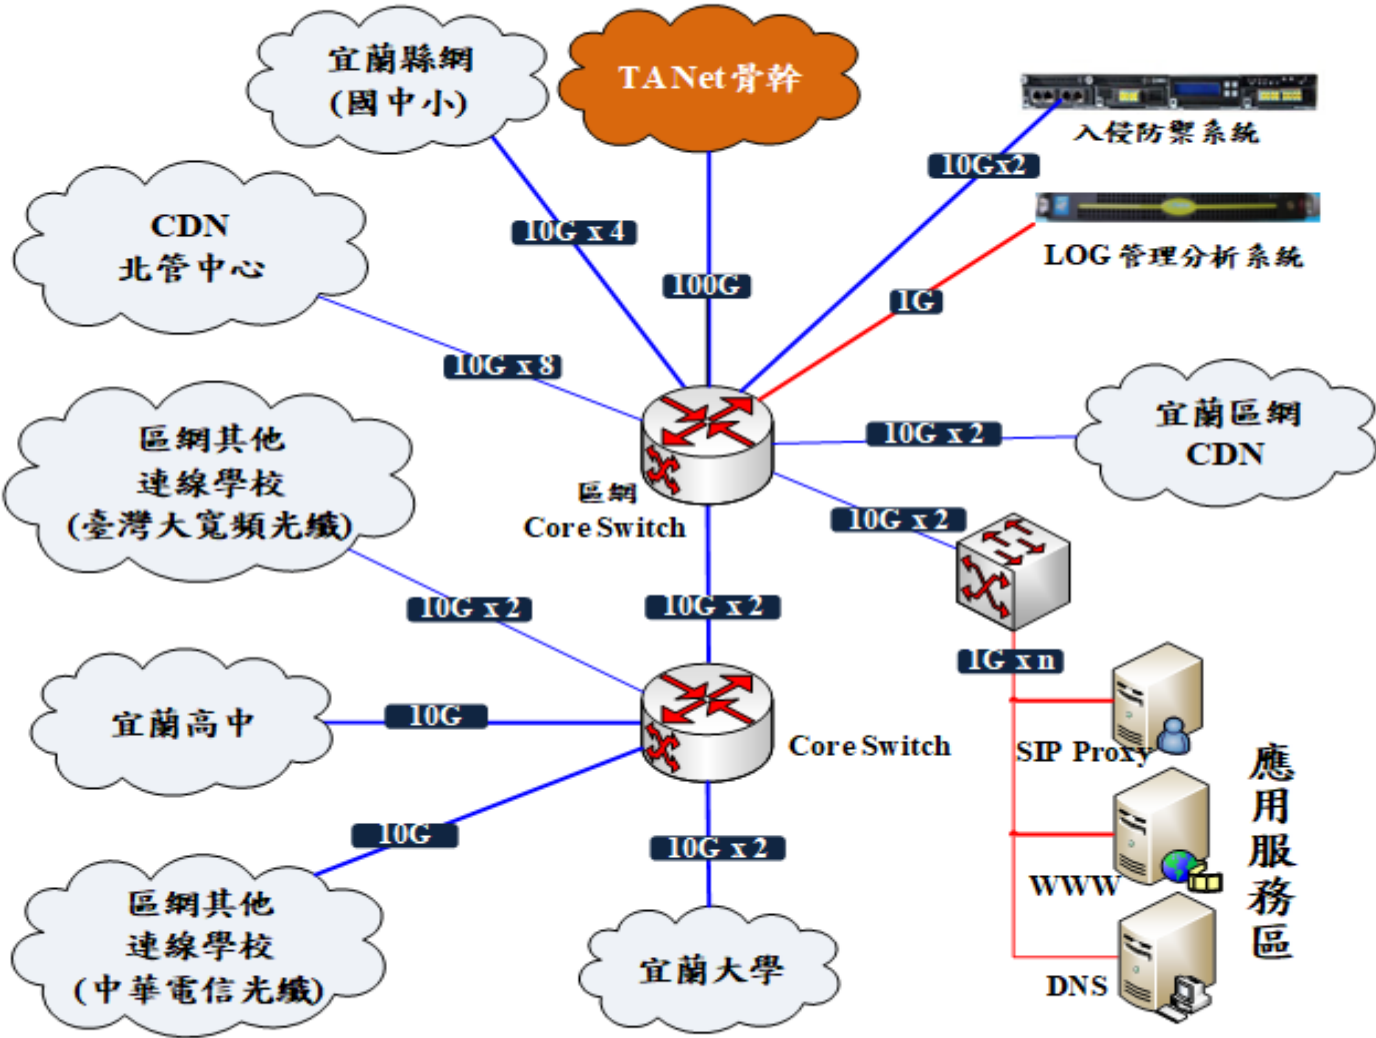 宜蘭縣網
(國中小)
TANet 骨幹
入侵防禦系統
10Gx2
10G x 4
CDN
北管中心
LOG 管理分析系統
100G
1G
10G x 8
區網其他
連線學校
(臺灣大寬頻光纖)
宜蘭區網
CDN
10G x 2
區網
Core Switch
10G x 2
10G x 2
10G x 2
1G x n
宜蘭高中
10G
Core Switch
SIP Proxy
應用服務區
10G
10G x 2
WWW
區網其他
連線學校
(中華電信光纖)
宜蘭大學
DNS